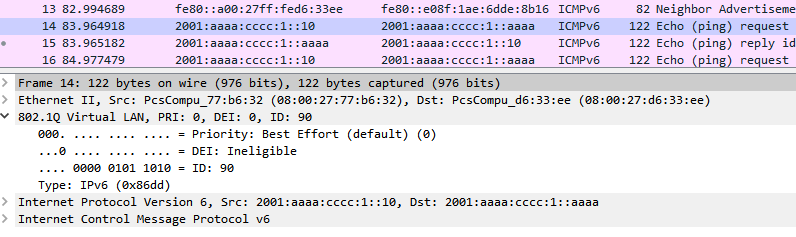 13 82.994689 fe80::a00:27ff:fed6:33ee fe80::e08f:1ae:6dde:8b16 ICMPv6 82 Neighbor Advertiseme
14 83.964918 2001:aaaa:cccc:1::10 2001:aaaa:cccc:1::aaaa ICMPv6 122 Echo (ping) request
15 83.965182 2001:aaaa:cccc:1::aaaa 2001:aaaa:cccc:1::10 ICMPv6 122 Echo (ping) reply id
16 84.977479 2001:aaaa:cccc:1::10 2001:aaaa:cccc:1::aaaa ICMPv6 122 Echo (ping) request
Frame 14: 122 bytes on wire (976 bits), 122 bytes captured (976 bits)
Ethernet II, Src: PcsCompu_77:b6:32 (08:00:27:77:b6:32), Dst: PcsCompu_d6:33:ee (08:00:27:d6:33:ee)
802.1Q Virtual LAN, PRI: 0, DEI: 0, ID: 90
000. .... .... .... = Priority: Best Effort (default) (0)
...0 .... .... .... = DEI: Ineligible
.... 0000 0101 1010 = ID: 90
Type: IPv6 (0x86dd)
Internet Protocol Version 6, Src: 2001:aaaa:cccc:1::10, Dst: 2001:aaaa:cccc:1::aaaa
Internet Control Message Protocol v6